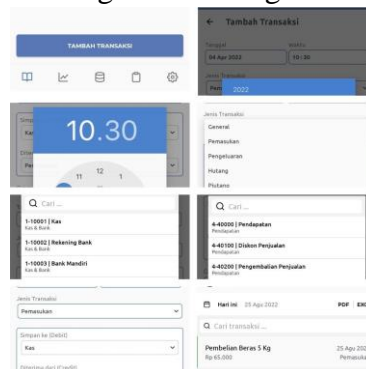 TAMBAH TRANSAKSI
← Tambah Transaksi
Tanggal
Waktu
04 Apr 2022
10:30
Jenis Transaksi
2022
10.30
11 12 1
Jenis Transaksi
General
Pemasukan
Pengeluaran
Hutang
Piutang
Cari ...
1-10001 | Kas
Kas & Bank
1-10002 | Rekening Bank
Kas & Bank
1-10003 | Bank Mandiri
Kas & Bank
Cari ...
4-40000 | Pendapatan
Pendapatan
4-40100 | Diskon Penjualan
Pendapatan
4-40200 | Pengembalian Penjualan
Pendapatan
Jenis Transaksi
Pemasukan
Simpan ke (Debit)
Kas
Diterima dari (Credit)
Hari ini 25 Agu 2022
PDF
Cari transaksi ...
Pembelian Beras 5 Kg
Rp 65.000
25 Agu